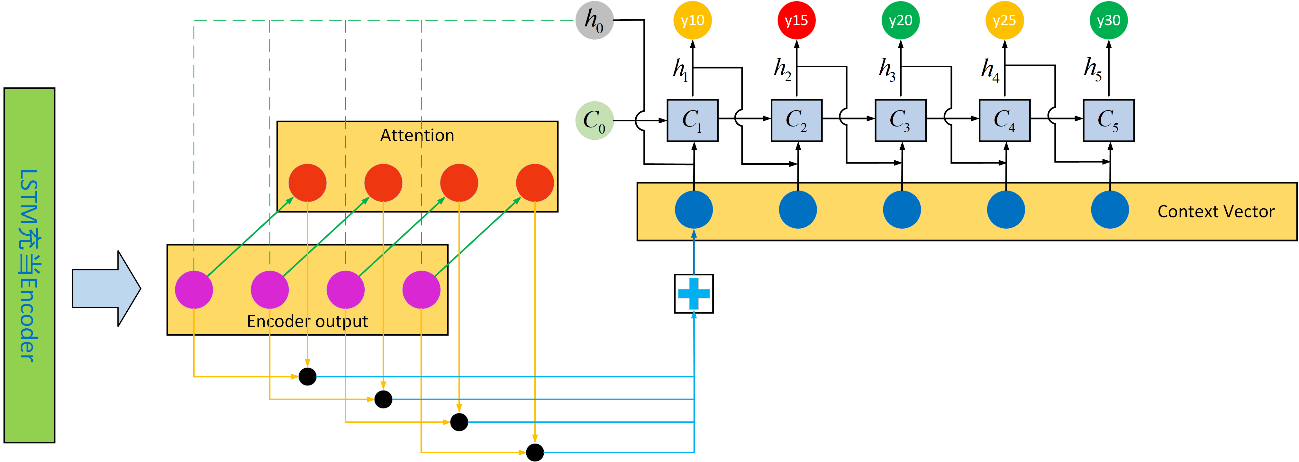 h0
y10
y15
y20
y25
y30
h1
h2
h3
h4
h5
C0
C1
C2
C3
C4
C5
Attention
LSTM充当Encoder
Context Vector
Encoder output